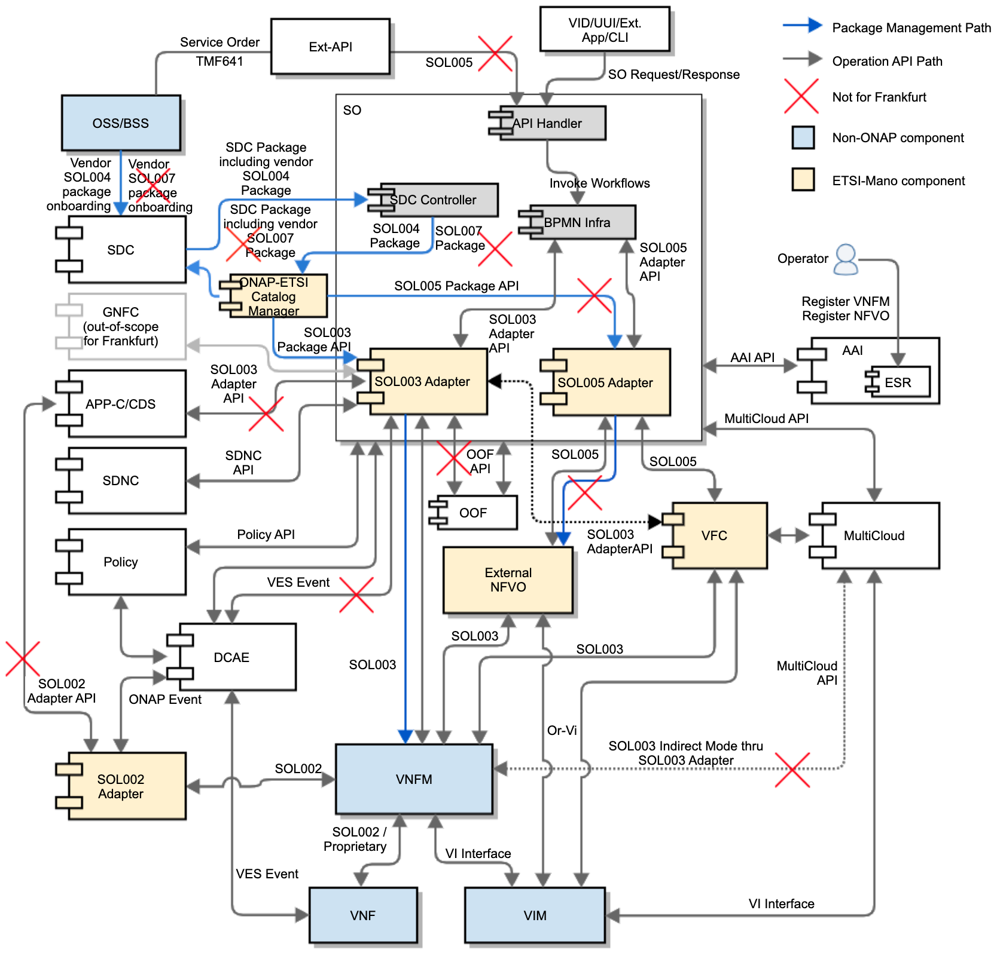 VID/UUI/Ext.
App/CLI
Package Management Path
Service Order
Ext-API
TMF641
SOL005
Operation API Path
SO Request/Response
Not for Frankfurt
SO
OSS/BSS
API Handler
Non-ONAP component
SDC Package
including vendor
SOL004
Package
Vendor
SOL004
package
onboarding
Vendor
SOL007
package
onboarding
Invoke Workflows
ETSI-Mano component
SDC Controller
SDC Package
including vendor
SOL007
Package
BPMN Infra
SOL004
Package
SOL007
Package
SDC
SOL005
Adapter
API
Operator
ONAP-ETSI
Catalog
Manager
SOL005 Package API
Register VNFM
Register NFVO
GNFC
(out-of-scope
for Frankfurt)
SOL003
Package API
SOL003
Adapter
API
AAI API
AAI
ESR
SOL003
Adapter
API
SOL003 Adapter
SOL005 Adapter
APP-C/CDS
MultiCloud API
SDNC
API
OOF
API
SOL005
SOL005
SDNC
OOF
Policy API
SOL003
AdapterAPI
VFC
MultiCloud
Policy
VES Event
External
NFVO
SOL003
SOL003
SOL003
DCAE
MultiCloud
API
SOL002
Adapter API
ONAP Event
Or-Vi
SOL003 Indirect Mode thru
SOL003 Adapter
SOL002
Adapter
SOL002
VNFM
SOL002 /
Proprietary
VI Interface
VES Event
VI Interface
VNF
VIM